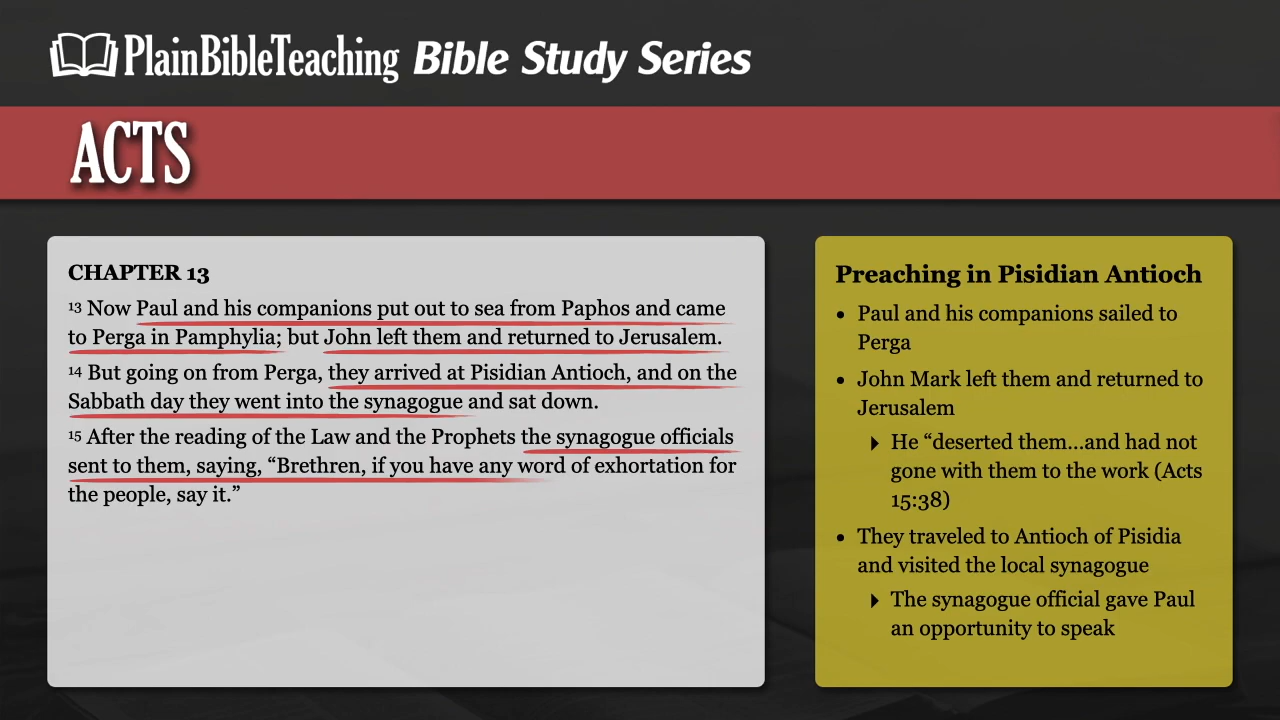 PlainBibleTeaching Bible Study Series
ACTS
CHAPTER 13
13 Now Paul and his companions put out to sea from Paphos and came
to Perga in Pamphylia; but John left them and returned to Jerusalem.
14 But going on from Perga, they arrived at Pisidian Antioch, and on the
Sabbath day they went into the synagogue and sat down.
15 After the reading of the Law and the Prophets the synagogue officials
sent to them, saying, “Brethren, if you have any word of exhortation for
the people, say it.”
Preaching in Pisidian Antioch
• Paul and his companions sailed to
Perga
• John Mark left them and returned to
Jerusalem
‣ He “deserted them...and had not
gone with them to the work (Acts
15:38)
• They traveled to Antioch of Pisidia
and visited the local synagogue
‣ The synagogue official gave Paul
an opportunity to speak